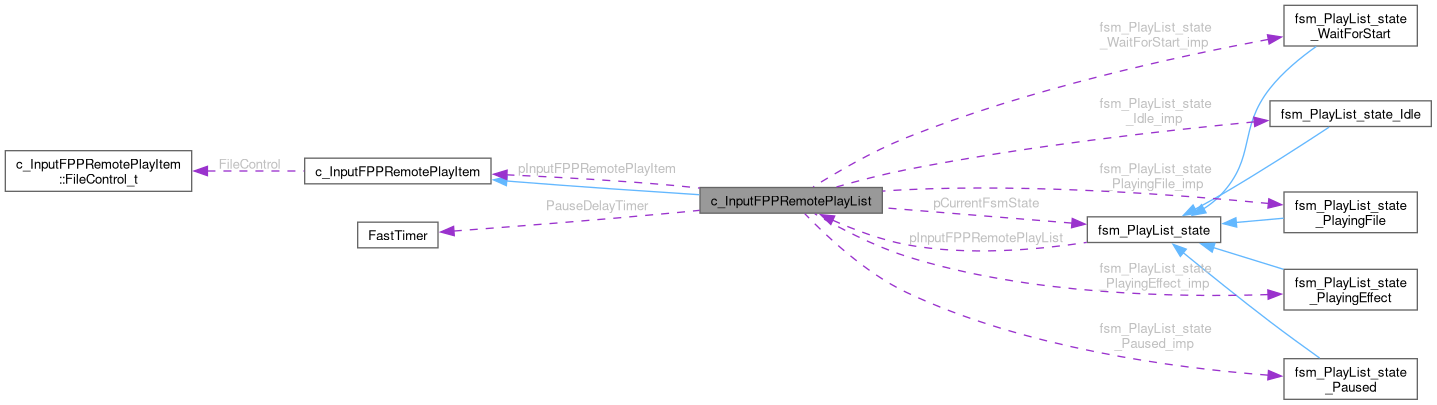 fsm_PlayList_state
_WaitForStart
fsm_PlayList_state
_WaitForStart_imp
fsm_PlayList_state
_Idle_imp
fsm_PlayList_state_Idle
c_InputFPPRemotePlayItem
::FileControl_t
FileControl
c_InputFPPRemotePlayItem
pInputFPPRemotePlayItem
PauseDelayTimer
FastTimer
c_InputFPPRemotePlayList
fsm_PlayList_state
_PlayingFile_imp
pCurrentFsmState
pInputFPPRemotePlayList
fsm_PlayList_state
fsm_PlayList_state
_PlayingFile
fsm_PlayList_state
_PlayingEffect_imp
fsm_PlayList_state
_PlayingEffect
fsm_PlayList_state
_Paused_imp
fsm_PlayList_state
_Paused